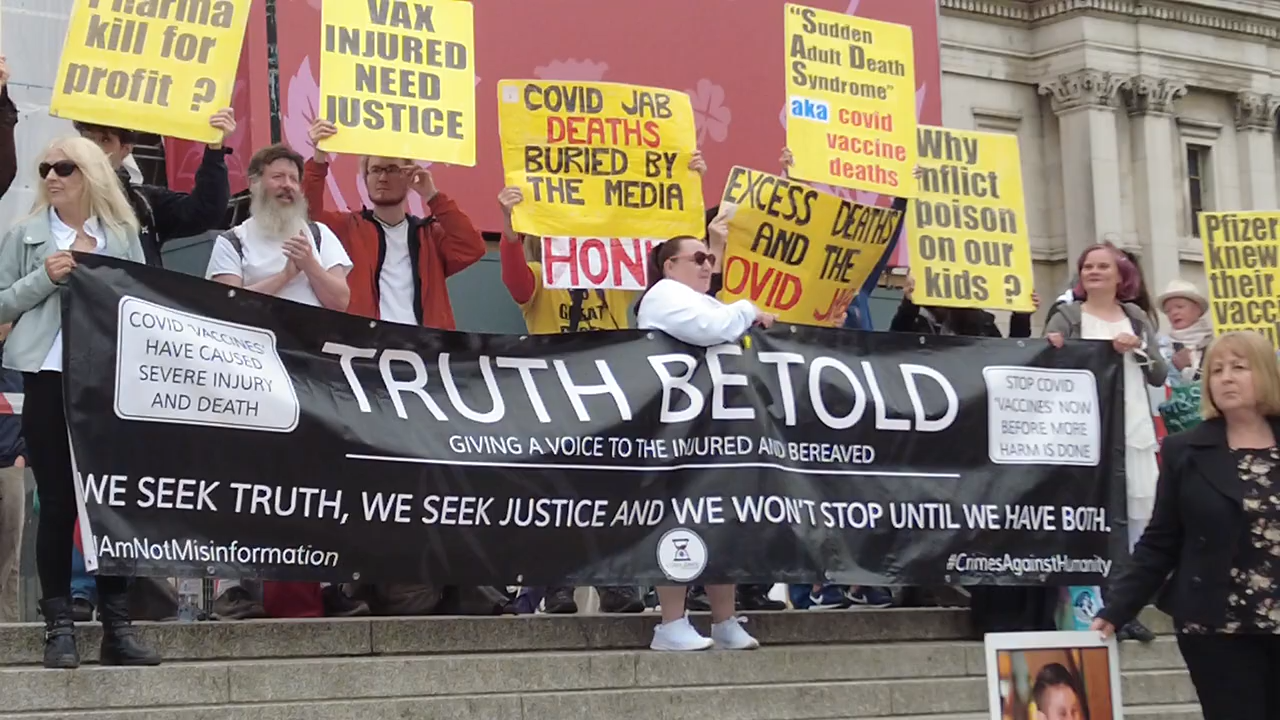 Pharma
kill for
profit ?
VAX
INJURED
NEED
JUSTICE
COVID JAB
DEATHS
BURIED BY
THE MEDIA
"Sudden
Adult Death
Syndrome"
aka covid
vaccine
deaths
EXCESS DEATHS
AND THE
COVID
Why
inflict
poison
on our
kids ?
Pfizer
knew
their
vacc
HON
COVID 'VACCINES'
HAVE CAUSED
SEVERE INJURY
AND DEATH
TRUTH BE TOLD
GIVING A VOICE TO THE INJURED AND BEREAVED
STOP COVID
'VACCINES' NOW
BEFORE MORE
HARM IS DONE
WE SEEK TRUTH, WE SEEK JUSTICE AND WE WON'T STOP UNTIL WE HAVE BOTH.
IAmNotMisinformation
#CrimesAgainstHumanity